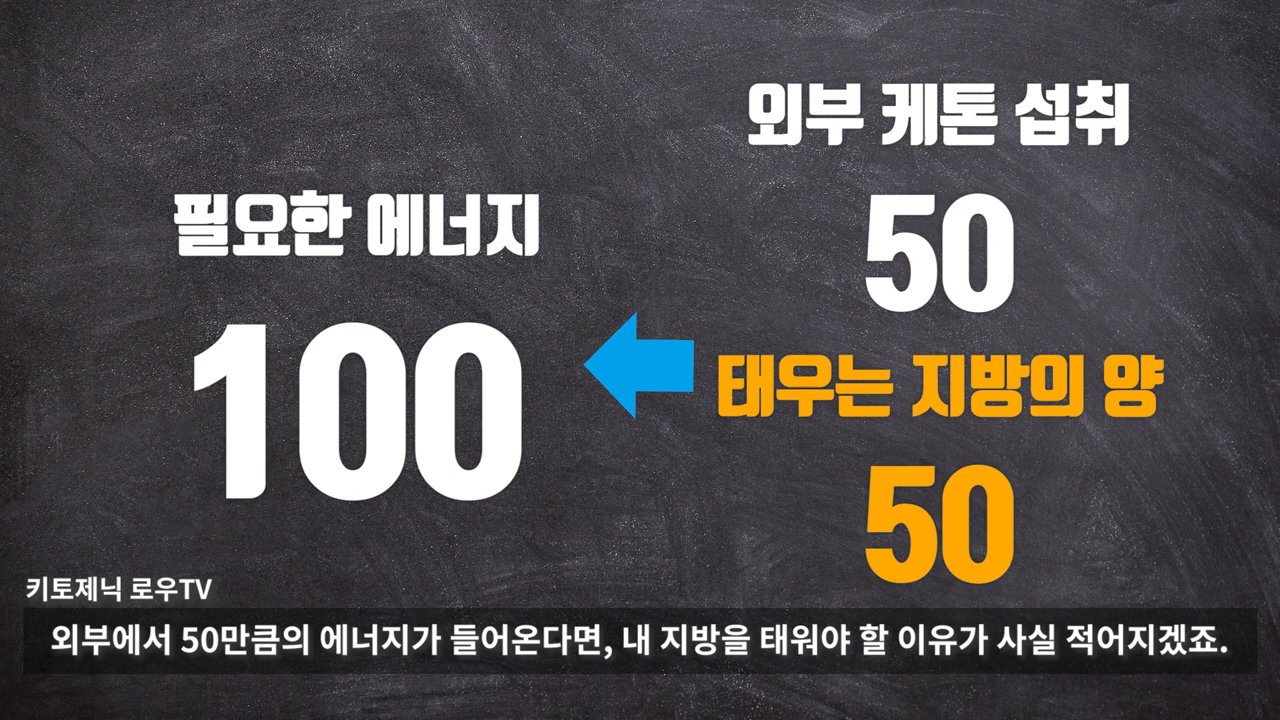 외부 케톤 섭취
50
필요한 에너지
100
태우는 지방의 양
50
키토제닉 로우TV
외부에서 50만큼의 에너지가 들어온다면, 내 지방을 태워야 할 이유가 사실 적어지겠죠.